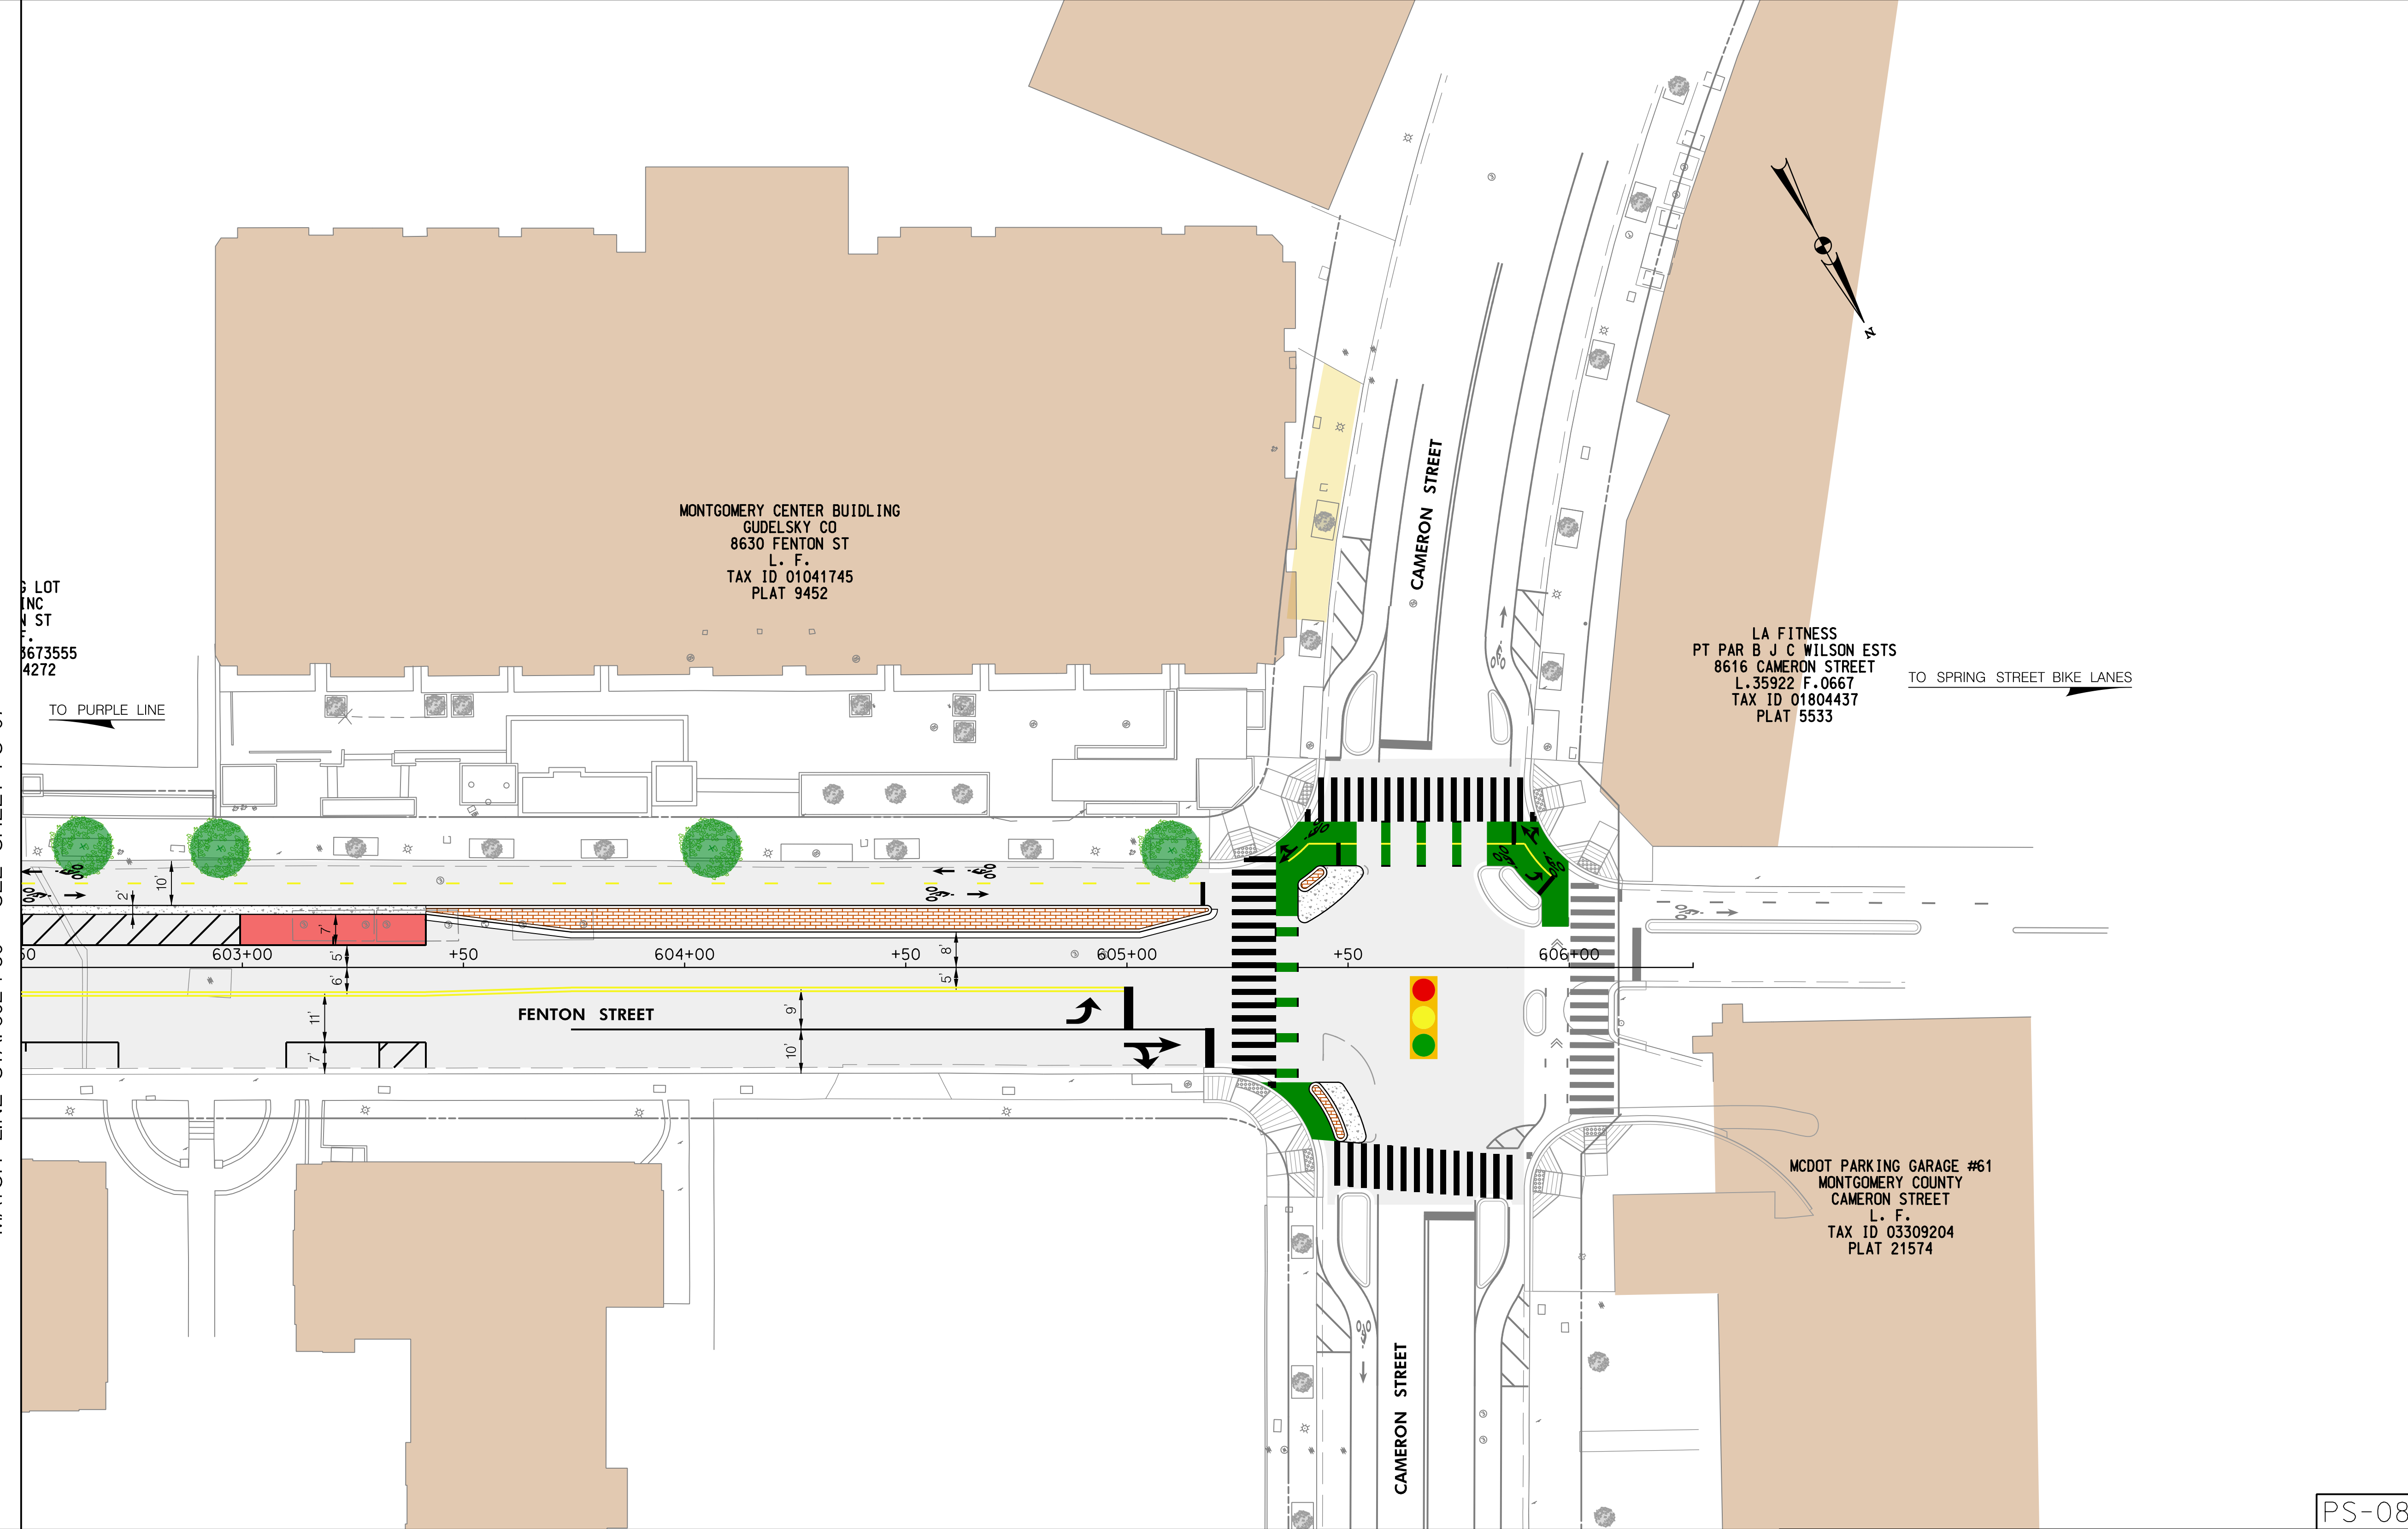 MONTGOMERY CENTER BUIDLING
GUDELSKY CO
8630 FENTON ST
L. F.
TAX ID 01041745
PLAT 9452
G LOT
INC
N ST
F.
3673555
4272
TO PURPLE LINE
CAMERON STREET
N
LA FITNESS
PT PAR B J C WILSON ESTS
8616 CAMERON STREET
L.35922 F.0667
TAX ID 01804437
PLAT 5533
TO SPRING STREET BIKE LANES
10'
2'
7'
5'
6'
11'
7'
8'
5'
9'
10'
603+00
+50
604+00
+50
605+00
+50
606+00
FENTON STREET
MCDOT PARKING GARAGE #61
MONTGOMERY COUNTY
CAMERON STREET
L. F.
TAX ID 03309204
PLAT 21574
CAMERON STREET
PS-08